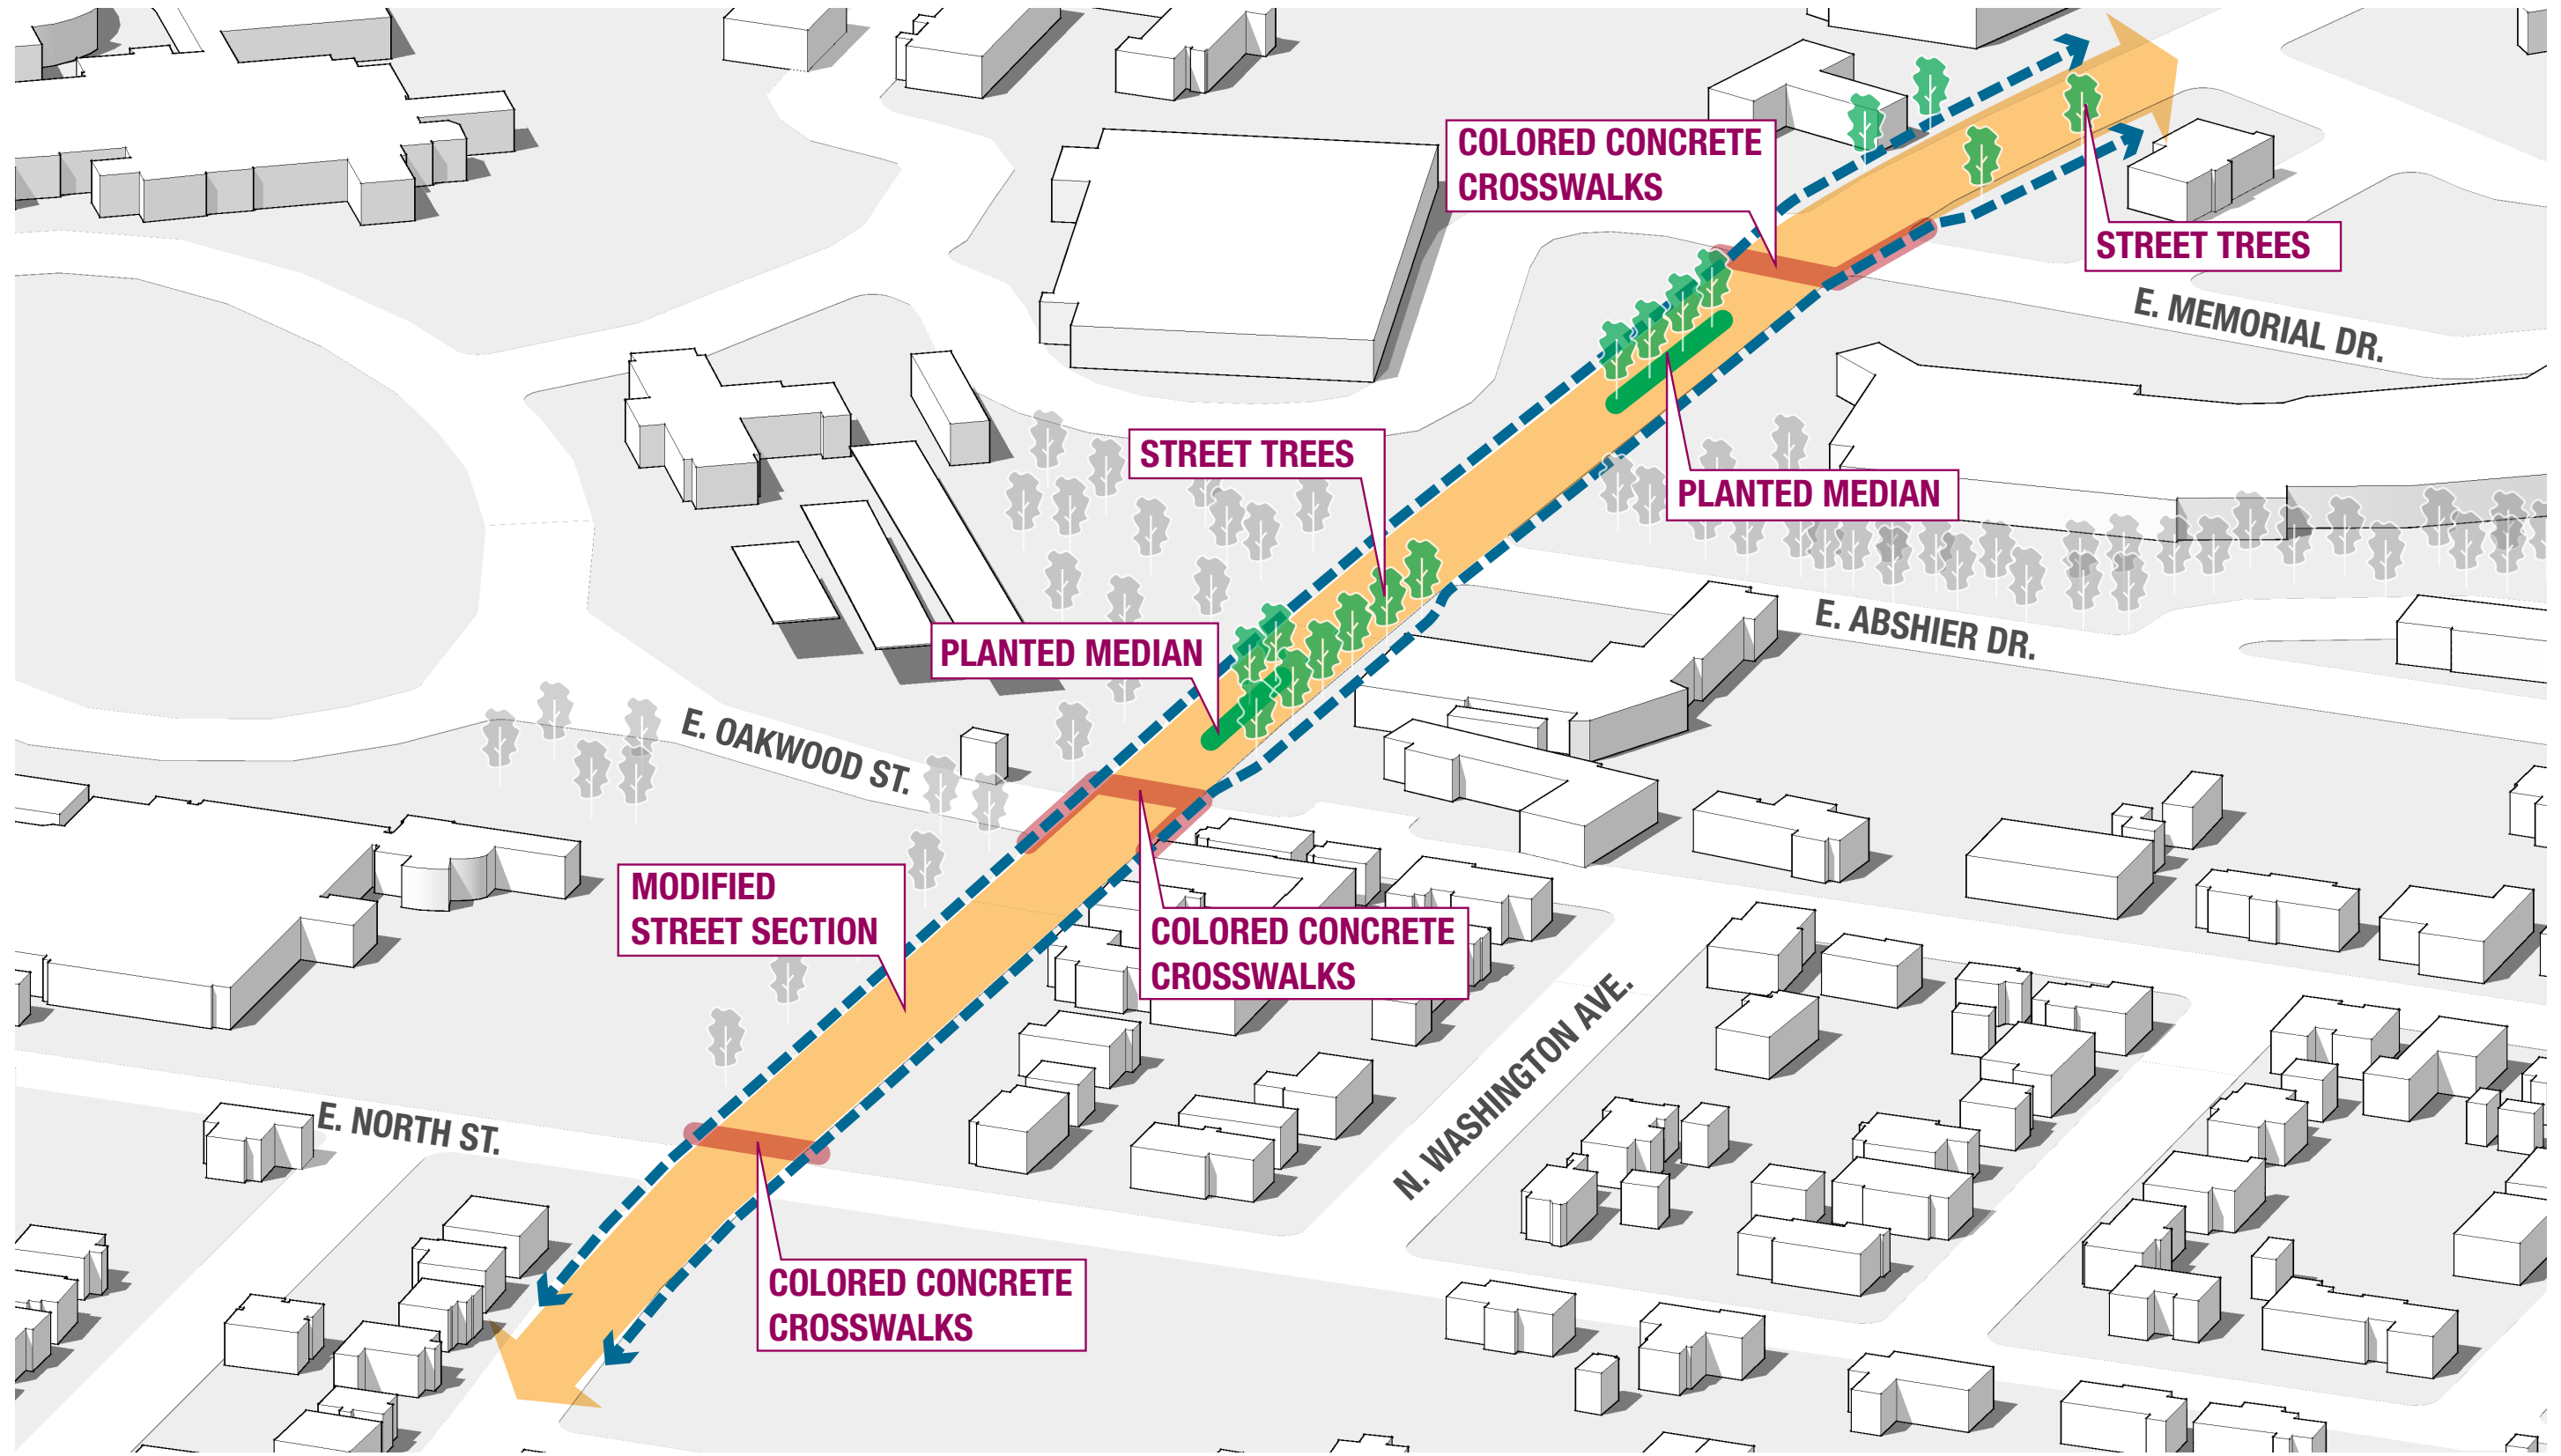 COLORED CONCRETE
CROSSWALKS
STREET TREES
E. MEMORIAL DR.
STREET TREES
PLANTED MEDIAN
E. ABSHIER DR.
PLANTED MEDIAN
E. OAKWOOD ST.
MODIFIED
STREET SECTION
COLORED CONCRETE
CROSSWALKS
N. WASHINGTON AVE.
E. NORTH ST.
COLORED CONCRETE
CROSSWALKS